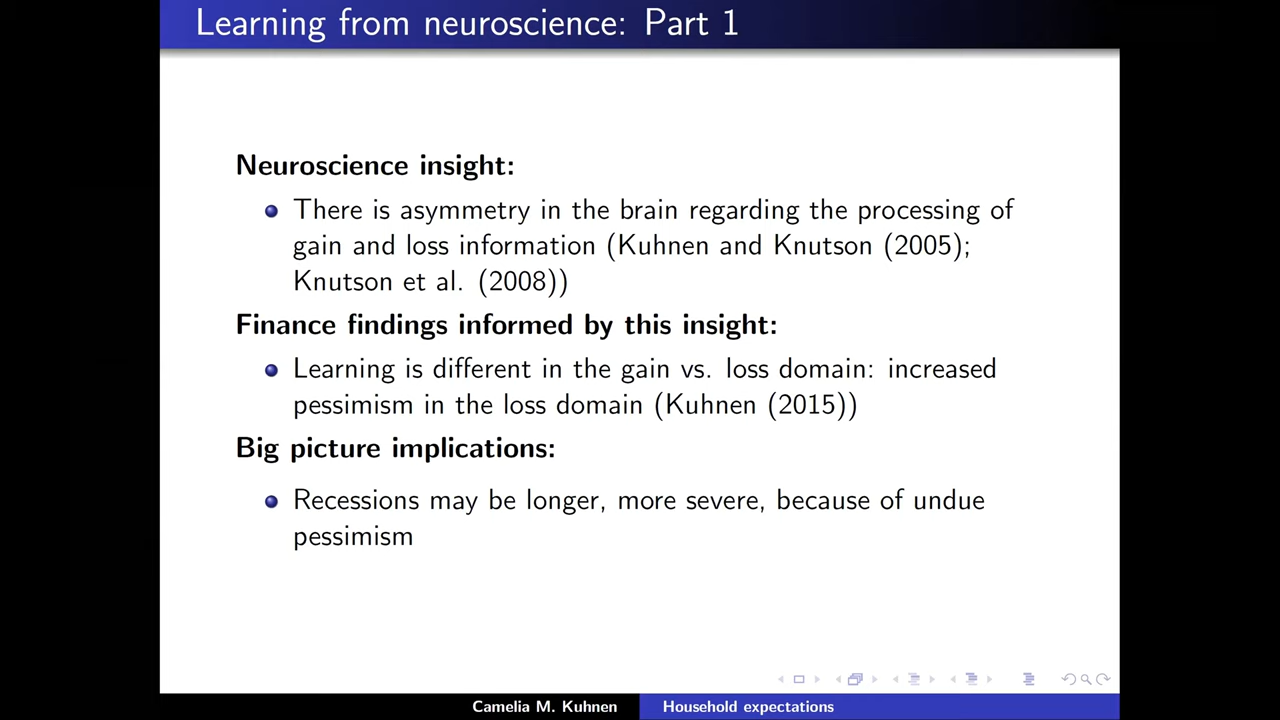 Learning from neuroscience: Part 1
Neuroscience insight:
There is asymmetry in the brain regarding the processing of
gain and loss information (Kuhnen and Knutson (2005);
Knutson et al. (2008))
Finance findings informed by this insight:
Learning is different in the gain vs. loss domain: increased
pessimism in the loss domain (Kuhnen (2015))
Big picture implications:
Recessions may be longer, more severe, because of undue
pessimism
Camelia M. Kuhnen
Household expectations